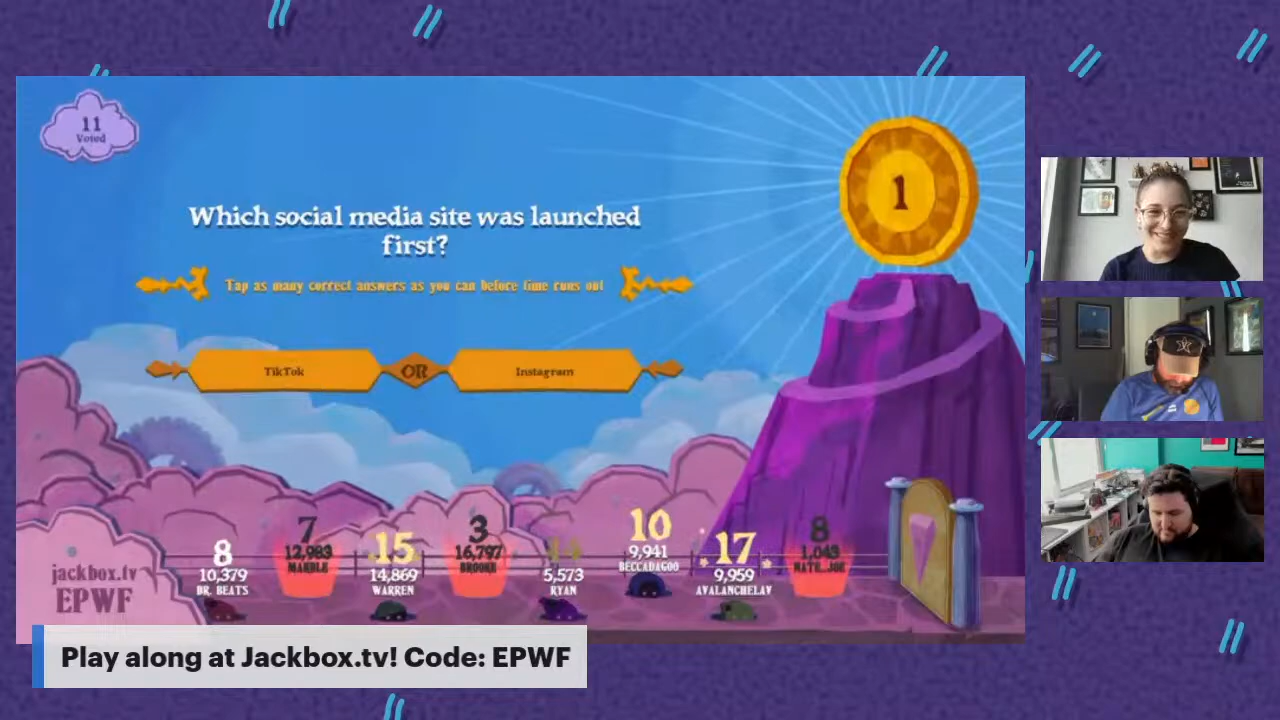 11
Voted
1
Which social media site was launched
first?
Tap as many correct answers as you can before time runs out
TikTok
OR
Instagram
8
10,379
DR. BEATS
7
12,983
MARBLE
15
14,869
WARREN
3
16,797
BROOKE
5,573
RYAN
10
9,941
BECCADAGOO
17
9,959
AVALANCHELAV
8
1,043
NATE_JOE
jackbox.tv
EPWF
Play along at Jackbox.tv! Code: EPWF